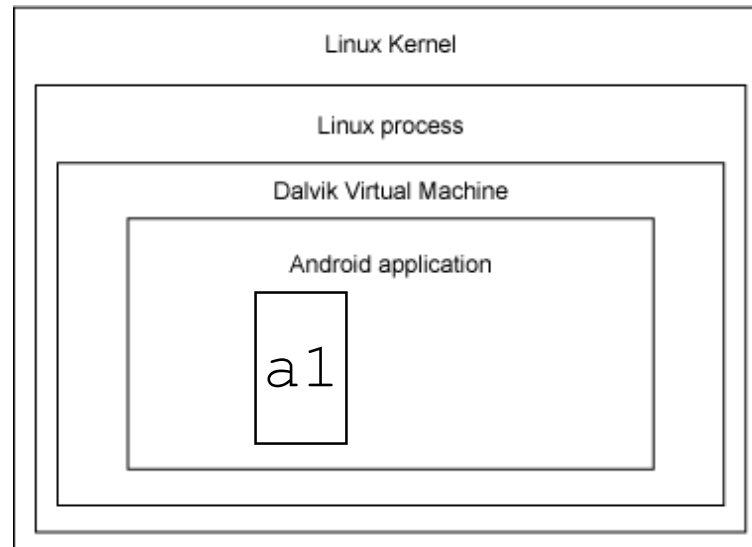 Linux Kernel
Linux process
Dalvik Virtual Machine
Android application
a1